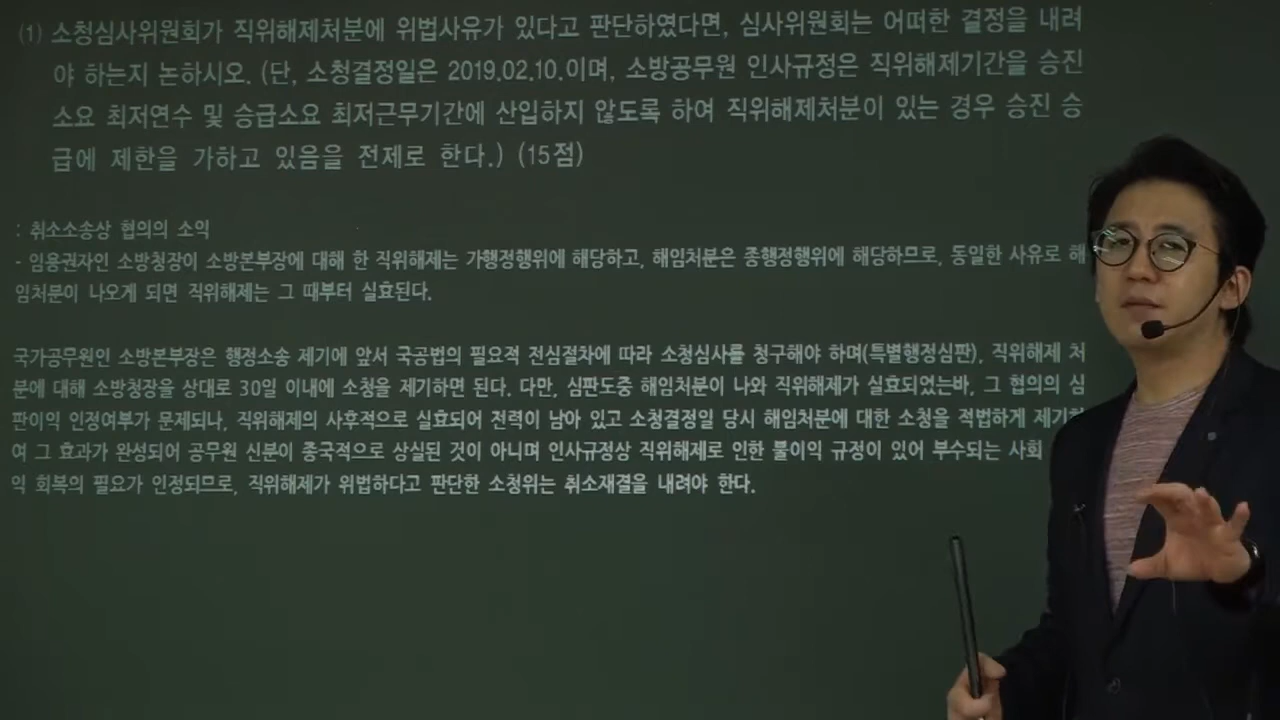 (1) 소청심사위원회가 직위해제처분에 위법사유가 있다고 판단하였다면, 심사위원회는 어떠한 결정을 내려
야 하는지 논하시오. (단, 소청결정일은 2019.02.10.이며, 소방공무원 인사규정은 직위해제기간을 승진
소요 최저연수 및 승급소요 최저근무기간에 산입하지 않도록 하여 직위해제처분이 있는 경우 승진 승
급에 제한을 가하고 있음을 전제로 한다.) (15점)
: 취소소송상 협의의 소익
- 임용권자인 소방청장이 소방본부장에 대해 한 직위해제는 가행정행위에 해당하고, 해임처분은 종행정행위에 해당하므로, 동일한 사유로 해
임처분이 나오게 되면 직위해제는 그 때부터 실효된다.
국가공무원인 소방본부장은 행정소송 제기에 앞서 국공법의 필요적 전심절차에 따라 소청심사를 청구해야 하며(특별행정심판), 직위해제 처
분에 대해 소방청장을 상대로 30일 이내에 소청을 제기하면 된다. 다만, 심판도중 해임처분이 나와 직위해제가 실효되었는바, 그 협의의 심
판이익 인정여부가 문제되나, 직위해제의 사후적으로 실효되어 전력이 남아 있고 소청결정일 당시 해임처분에 대한 소청을 적법하게 제기하
여 그 효과가 완성되어 공무원 신분이 종국적으로 상실된 것이 아니며 인사규정상 직위해제로 인한 불이익 규정이 있어 부수되는 사회
익 회복의 필요가 인정되므로, 직위해제가 위법하다고 판단한 소청위는 취소재결을 내려야 한다.